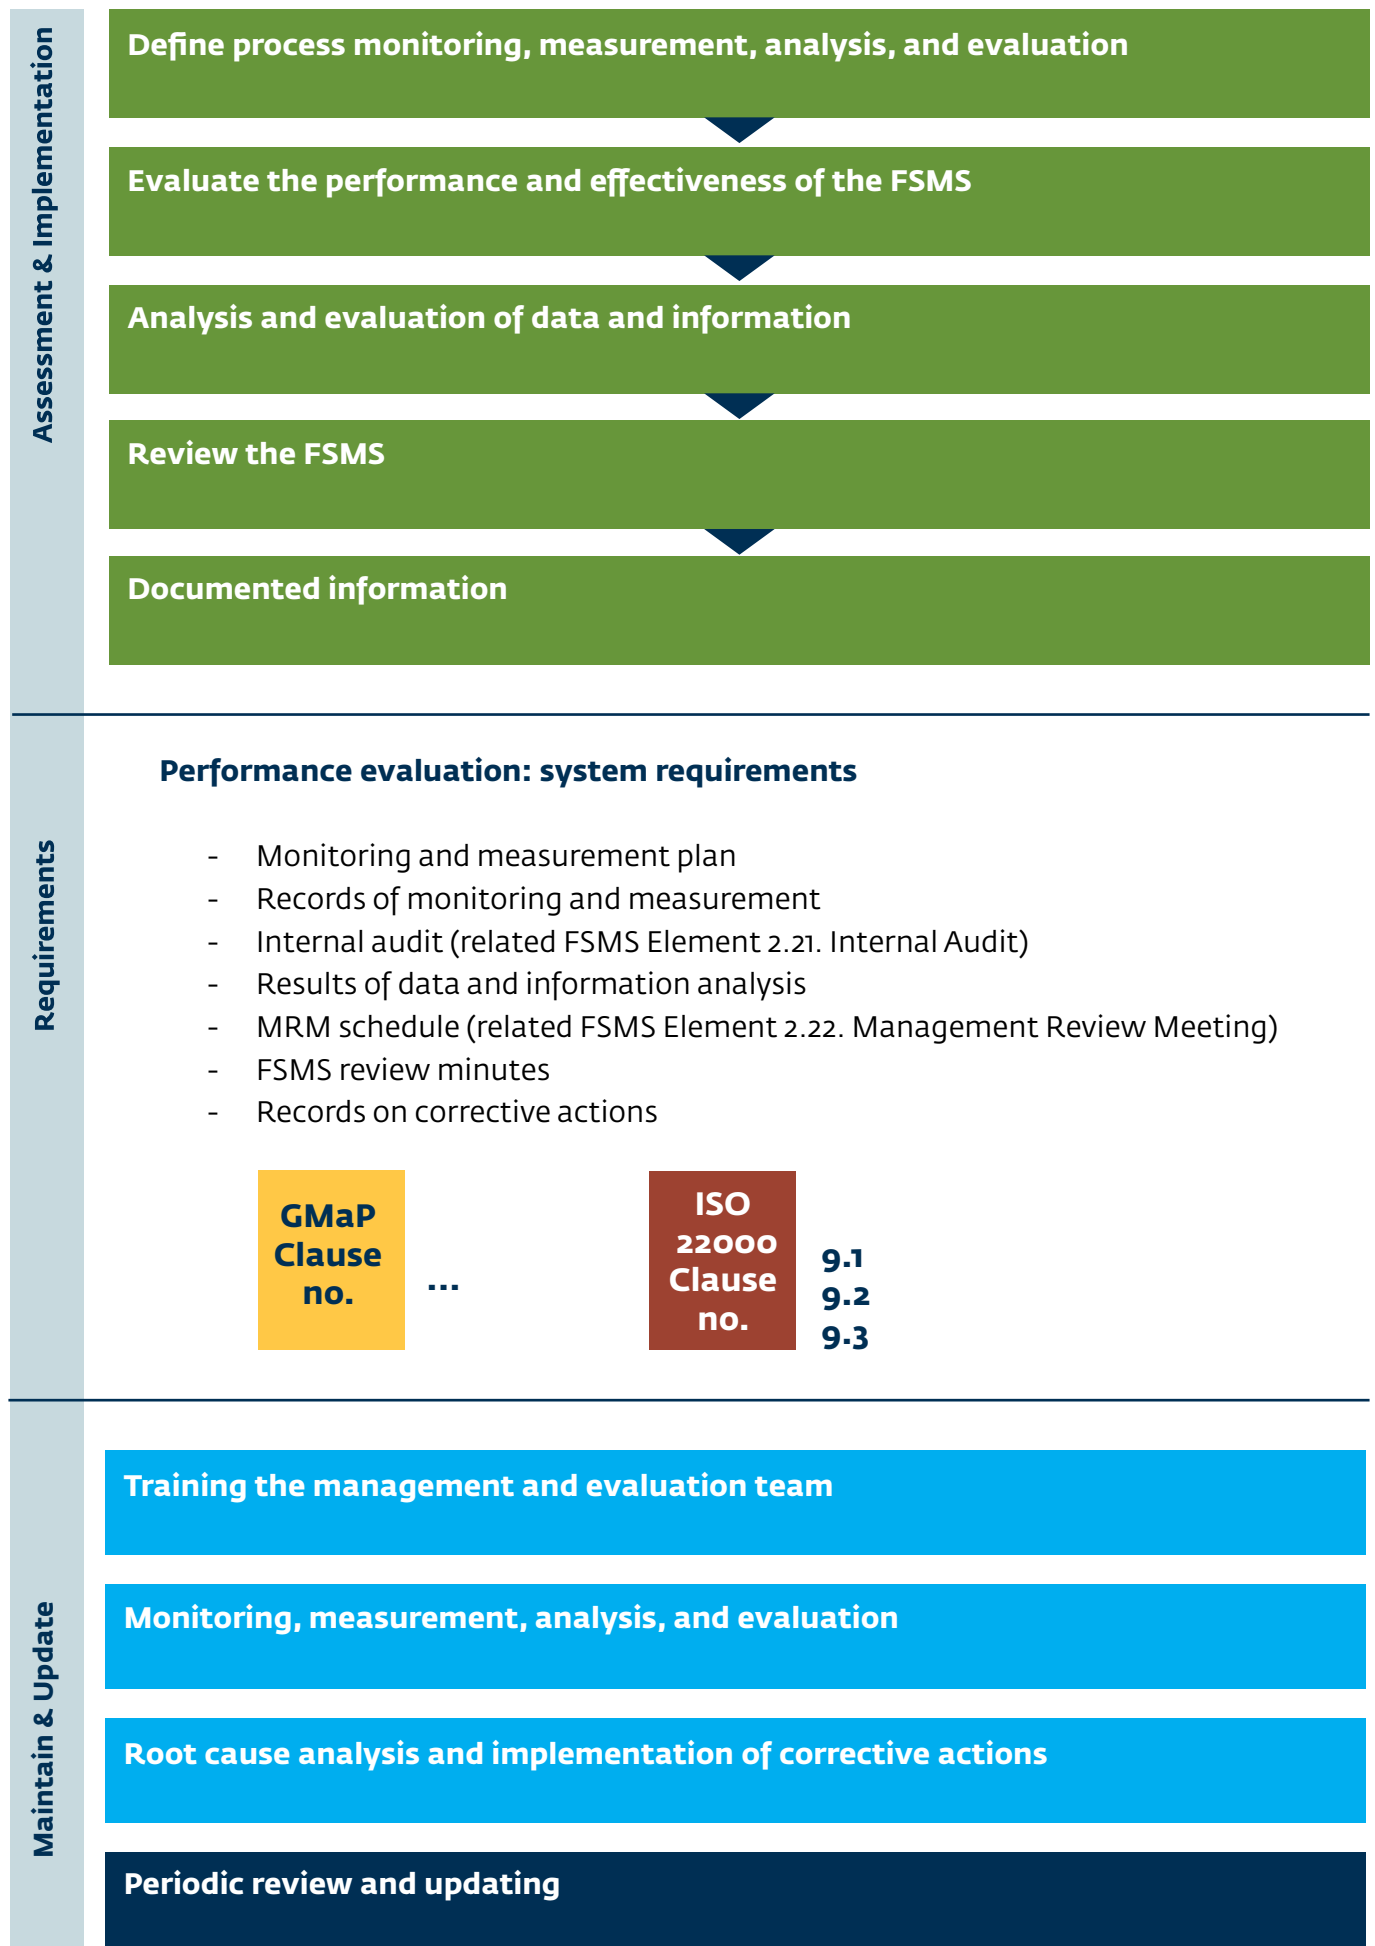 Assessment & Implementation
Define process monitoring, measurement, analysis, and evaluation
Evaluate the performance and effectiveness of the FSMS
Analysis and evaluation of data and information
Review the FSMS
Documented information
Requirements
Performance evaluation: system requirements
- Monitoring and measurement plan
- Records of monitoring and measurement
- Internal audit (related FSMS Element 2.21. Internal Audit)
- Results of data and information analysis
- MRM schedule (related FSMS Element 2.22. Management Review Meeting)
- FSMS review minutes
- Records on corrective actions
GMaP
Clause
no.
...
ISO
22000
Clause
no.
9.1
9.2
9.3
Maintain & Update
Training the management and evaluation team
Monitoring, measurement, analysis, and evaluation
Root cause analysis and implementation of corrective actions
Periodic review and updating